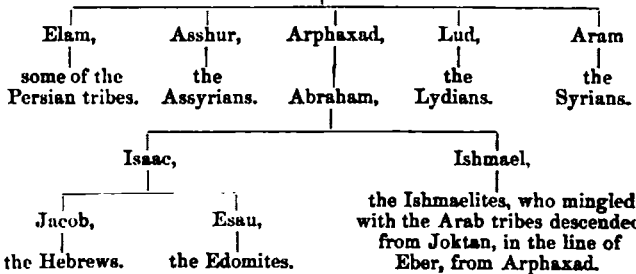 Elam, Asshur, Arphaxad, Lud, Aram
some of the the the the
Persian tribes. Assyrians. Abraham, Lydians. Syrians.
Isaac, Ishmael,
the Ishmaelites, who mingled
Jacob, Esau, with the Arab tribes descended
from Joktan, in the line of
the Hebrews. the Edomites. Eber, from Arphaxad.